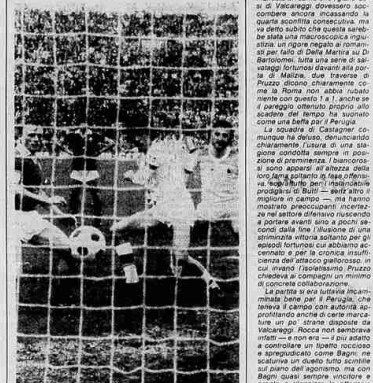 si di Valcareggi dovessero soc-
combere ancora incassando la
quarta sconfitta consecutiva, ma
va detto subito che questa sareb-
be stata una macroscopica ingiu-
stizia: un rigore negato ai romani-
sti per fallo di Della Martira su Di
Bartolomei, tutta una serie di sal-
vataggi fortunosi davanti alla por-
ta di Malizia, due traverse di
Pruzzo dicono chiaramente co-
me la Roma non abbia rubato
niente con questo 1 a 1, anche se
il pareggio ottenuto proprio allo
scadere del tempo ha suonato
come una beffa per il Perugia.
La squadra di Castagner co-
munque ha deluso, denunciando
chiaramente l'usura di una sta-
gione condotta sempre in posi-
zione di preminenza. I biancoros-
si sono apparsi all'altezza della
loro fama soltanto in fase offensi-
va, soprattutto per l'instancabile
prodigarsi di Butti — senz'altro il
migliore in campo —, ma hanno
mostrato preoccupanti incertez-
ze nel settore difensivo riuscendo
a portare avanti sino a pochi se-
condi dalla fine l'illusione di una
striminzita vittoria soltanto per gli
episodi fortunosi cui abbiamo ac-
cennato e per la cronica insuffi-
cienza dell'attacco giallorosso, in
cui invano l'isolatissimo Pruzzo
chiedeva ai compagni un minimo
di concreta collaborazione.
La partita si era tuttavia incam-
minata bene per il Perugia, che
teneva il campo con autorità ap-
profittando anche di certe marca-
ture un po' strane disposte da
Valcareggi. Rocca non sembrava
infatti — e non era — il più adatto
a controllare un tipetto roccioso
e spregiudicato come Bagni: ne
scaturiva un duello tutto scintille
sul piano dell'agonismo, ma con
Bagni quasi sempre vincitore e